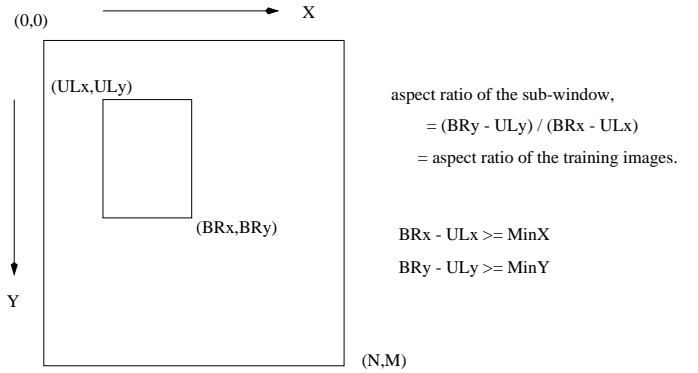 (0,0)
X
(ULx,ULy)
aspect ratio of the sub-window,
= (BRy - ULy) / (BRx - ULx)
= aspect ratio of the training images.
(BRx,BRy)
BRx - ULx >= MinX
BRy - ULy >= MinY
Y
(N,M)